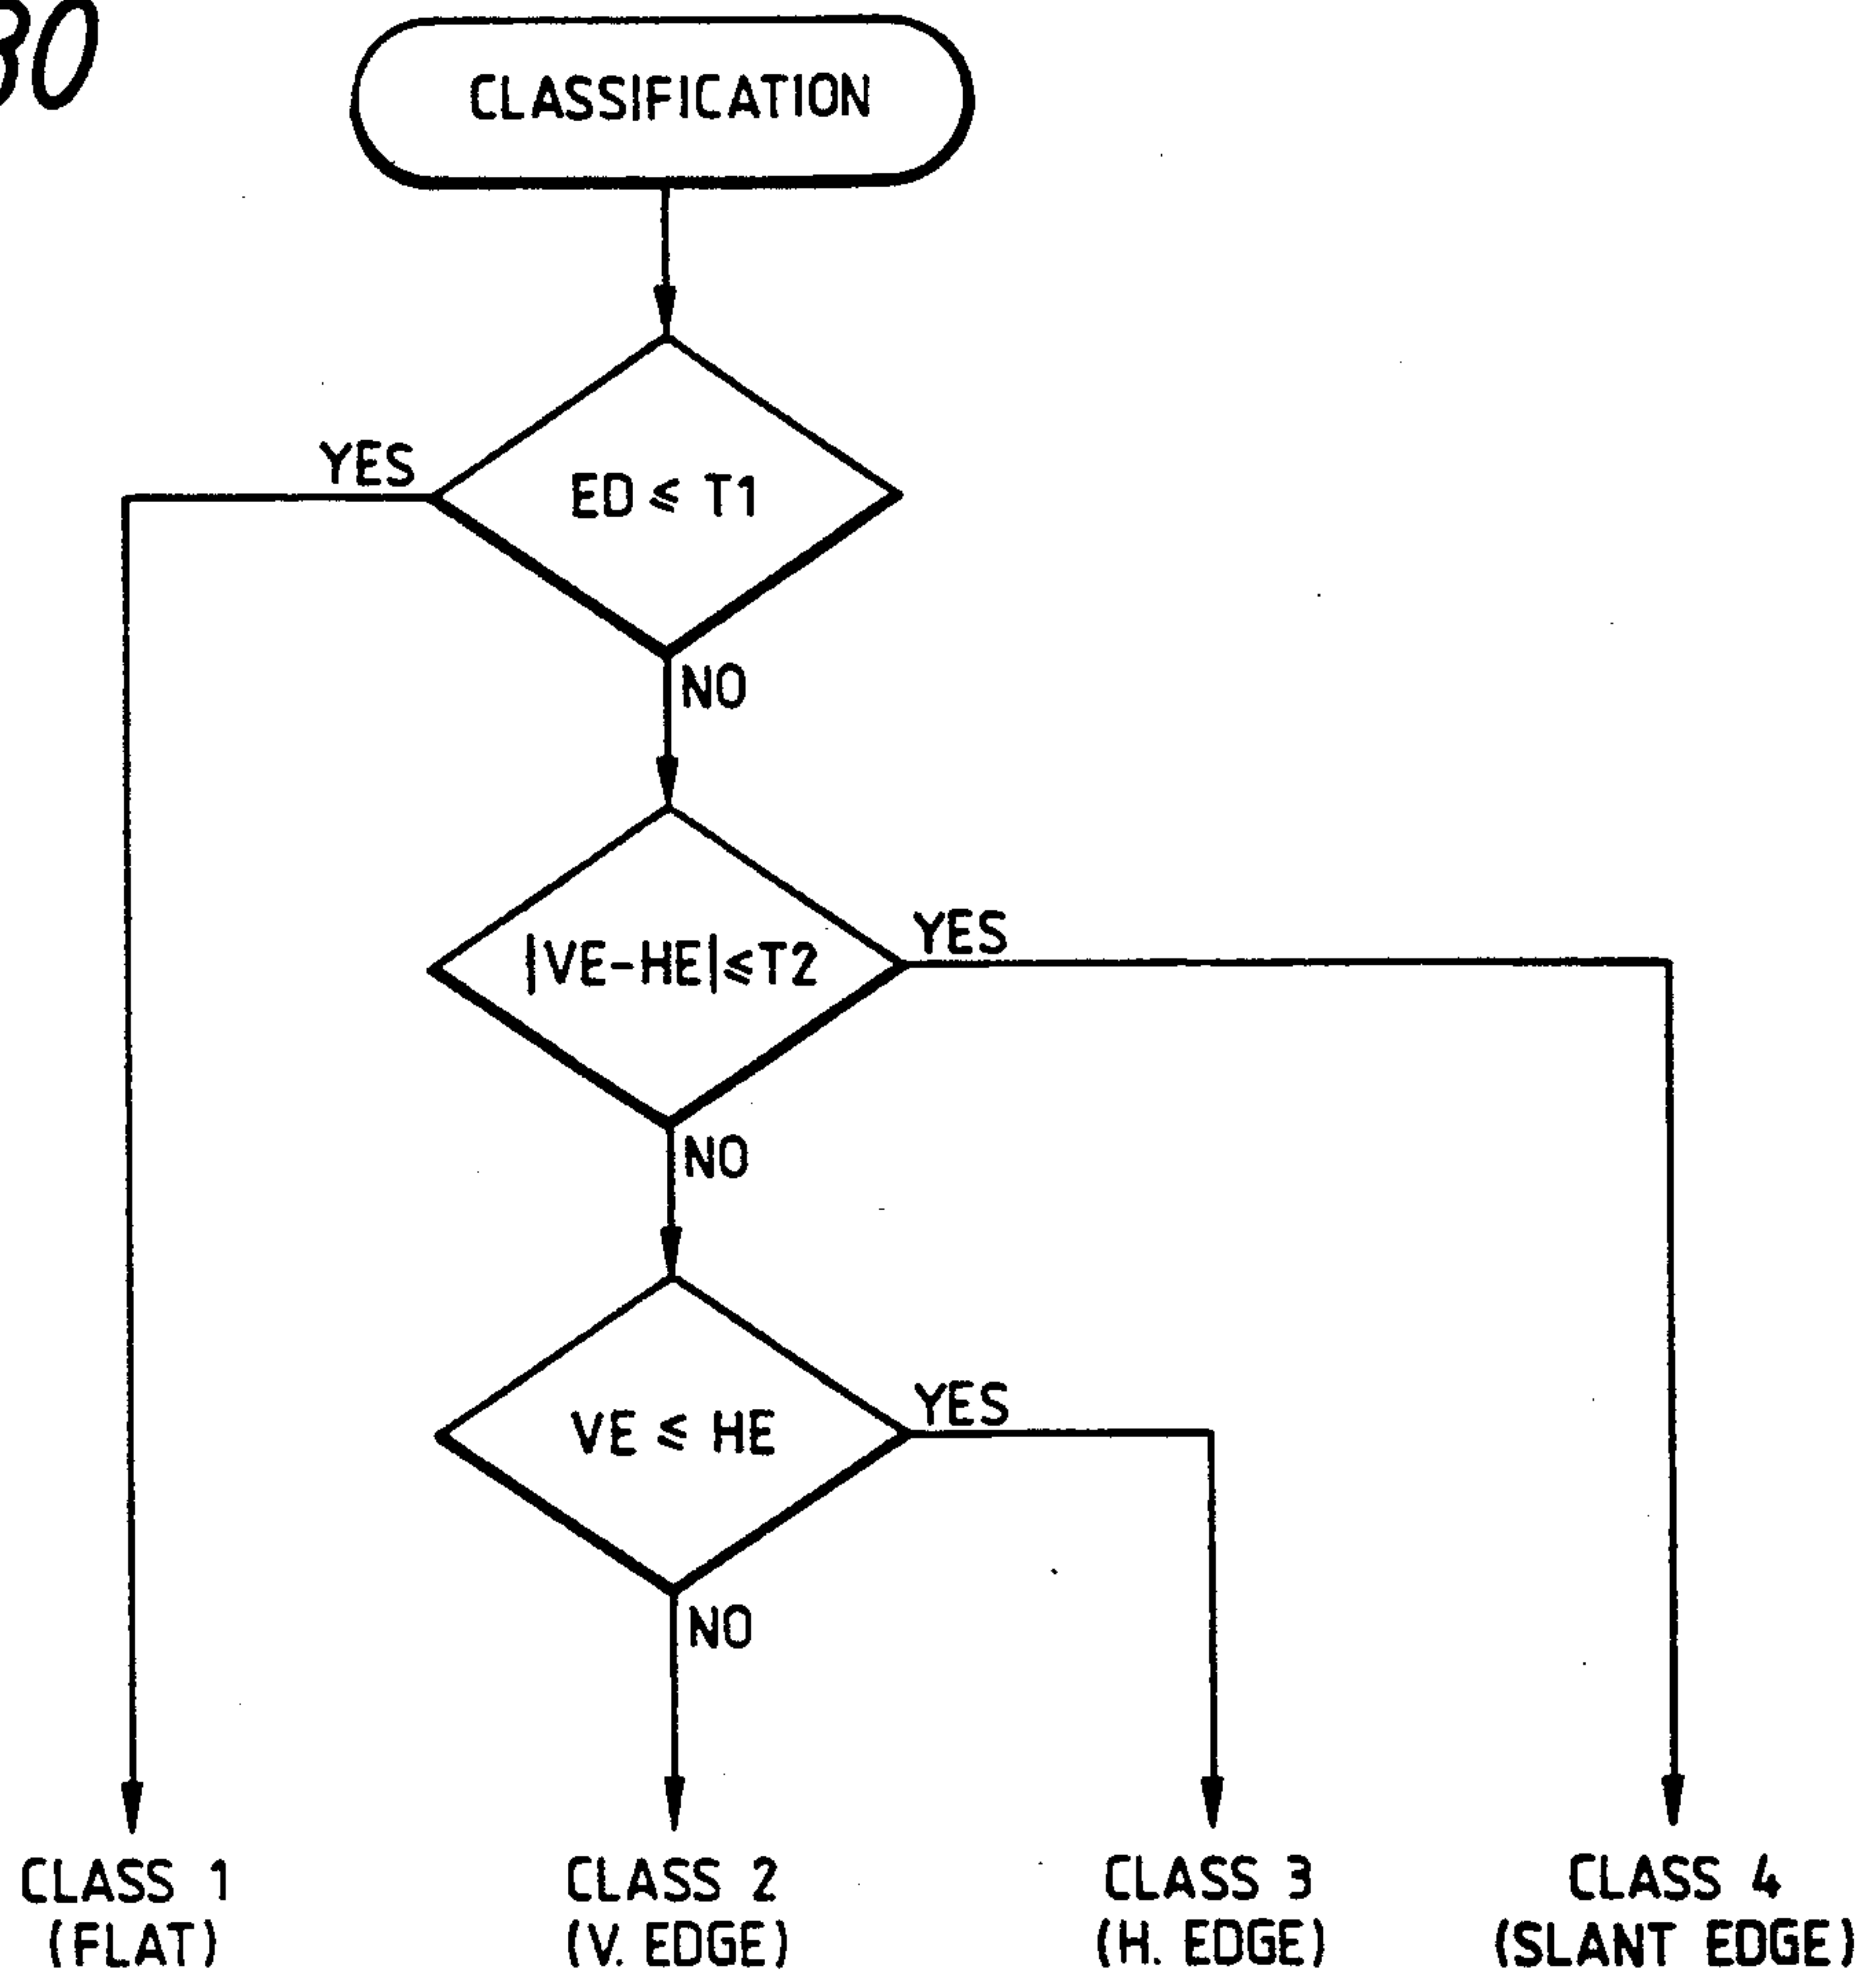 30
CLASSIFICATION
YES
ED ≤ T1
NO
|VE-HE|≤T2
YES
NO
VE ≤ HE
YES
NO
CLASS 1
(FLAT)
CLASS 2
(V. EDGE)
CLASS 3
(H. EDGE)
CLASS 4
(SLANT EDGE)